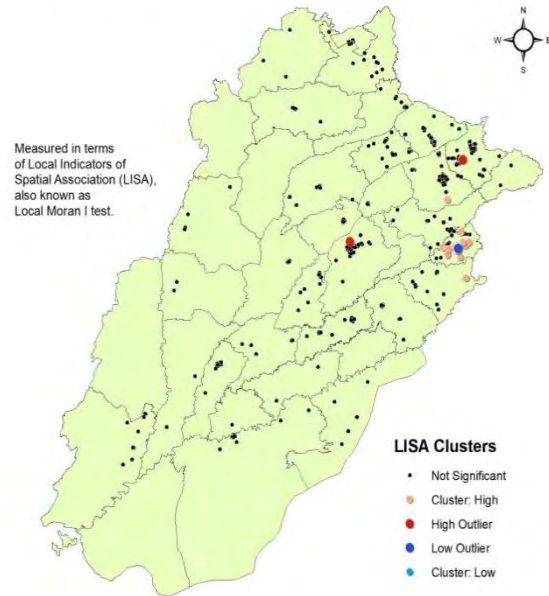 N
W E
S
Measured in terms
of Local Indicators of
Spatial Association (LISA),
also known as
Local Moran I test.
LISA Clusters
Not Significant
Cluster: High
High Outlier
Low Outlier
Cluster: Low